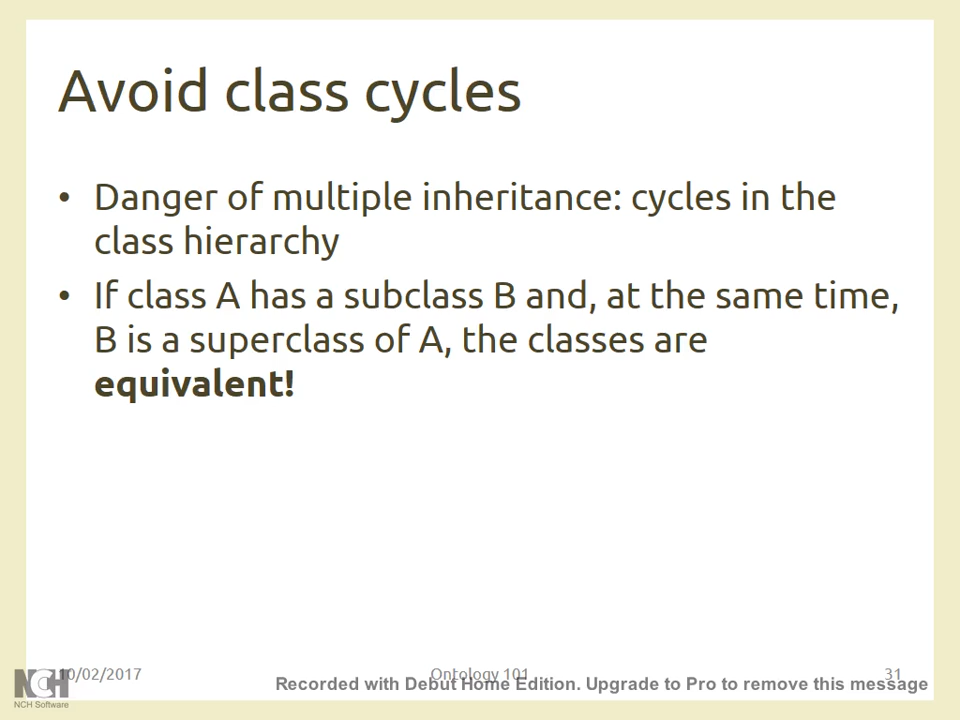 Avoid class cycles
• Danger of multiple inheritance: cycles in the
class hierarchy
• If class A has a subclass B and, at the same time,
B is a superclass of A, the classes are
equivalent!
10/02/2017
Ontology 101
31
NCH
NCH Software
Recorded with Debut Home Edition. Upgrade to Pro to remove this message